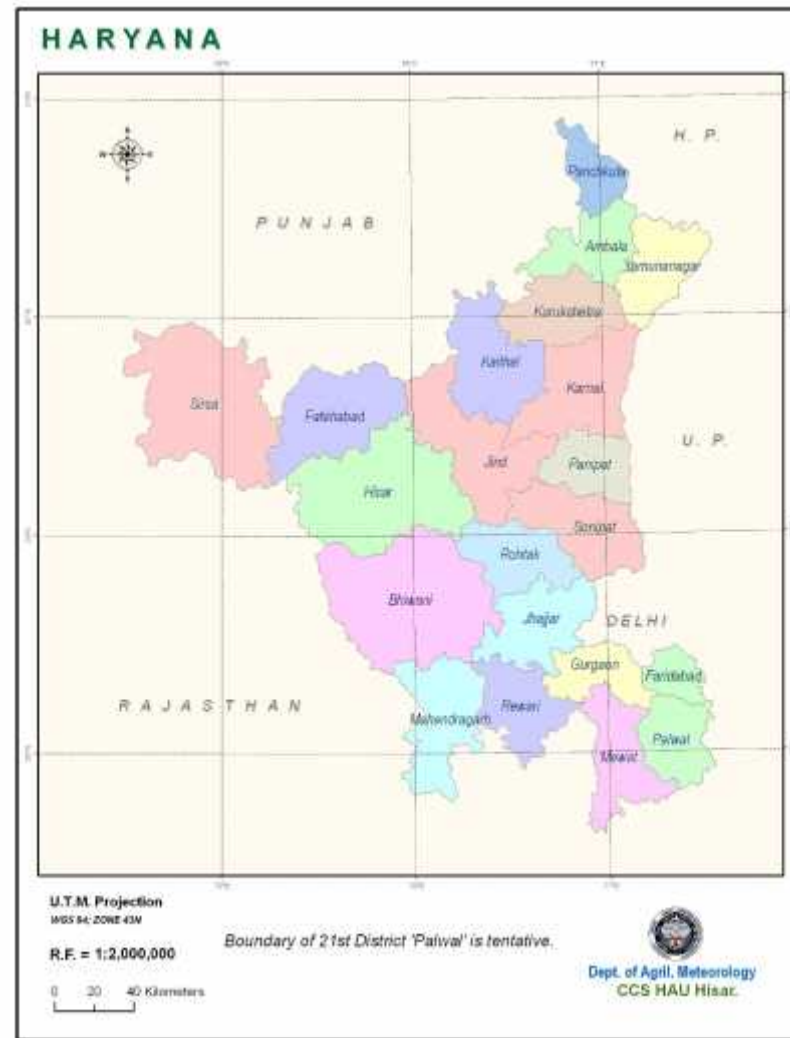 HARYANA
H. P.
Panchkula
PUNJAB
Ambala
Yamunanagar
Kurukshetra
Kaithal
Karnal
Sirsa
Fatehabad
U. P.
Jind
Panipat
Hisar
Sonipat
Rohtak
Bhiwani
Jhajjar
DELHI
Gurgaon
Faridabad
RAJASTHAN
Mahendragarh
Rewari
Palwal
Mewat
U.T.M. Projection
WGS 84; ZONE 43N
R.F. = 1:2,000,000
Boundary of 21st District 'Palwal' is tentative.
0 20 40 Kilometers
Dept. of Agril. Meteorology
CCS HAU Hisar.